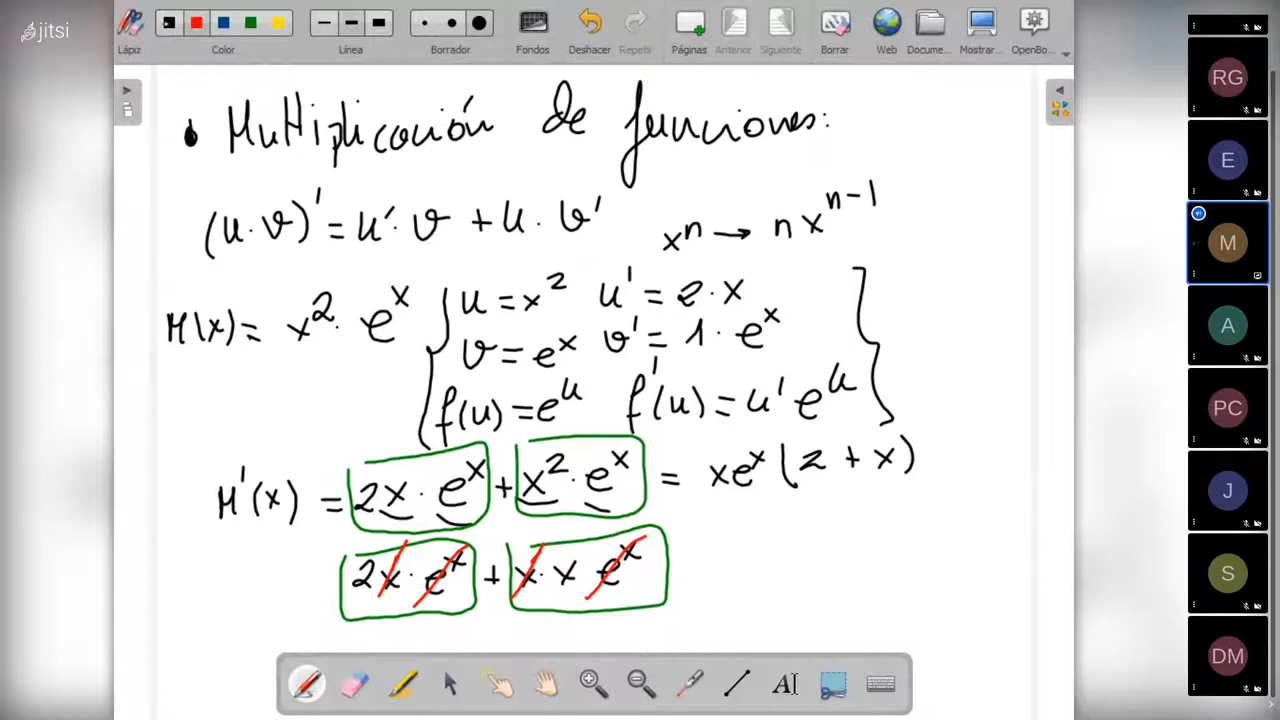 jitsi
Lápiz Color Línea Borrador Fondos Deshacer Repetir Páginas Anterior Siguiente Borrar Web Docume... Mostrar... OpenBo...
• Multiplicación de funciones:
(u·v)' = u'·v + u·v'
xⁿ → n xⁿ⁻¹
M(x) = x²·eˣ
u = x² u' = 2·x
v = eˣ v' = 1·eˣ
f(u) = eᵘ f'(u) = u' eᵘ
M'(x) = 2x·eˣ + x²·eˣ = xeˣ(2 + x)
2x·eˣ + x·x eˣ
RG
E
M
A
PC
J
S
DM